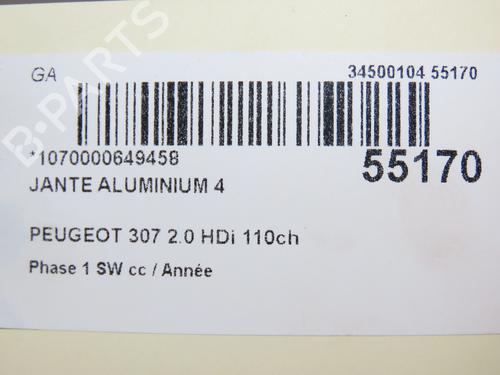 B-PARTS
GA 34500104 55170
*1070000649458
55170
JANTE ALUMINIUM 4
PEUGEOT 307 2.0 HDi 110ch
Phase 1 SW cc / Année